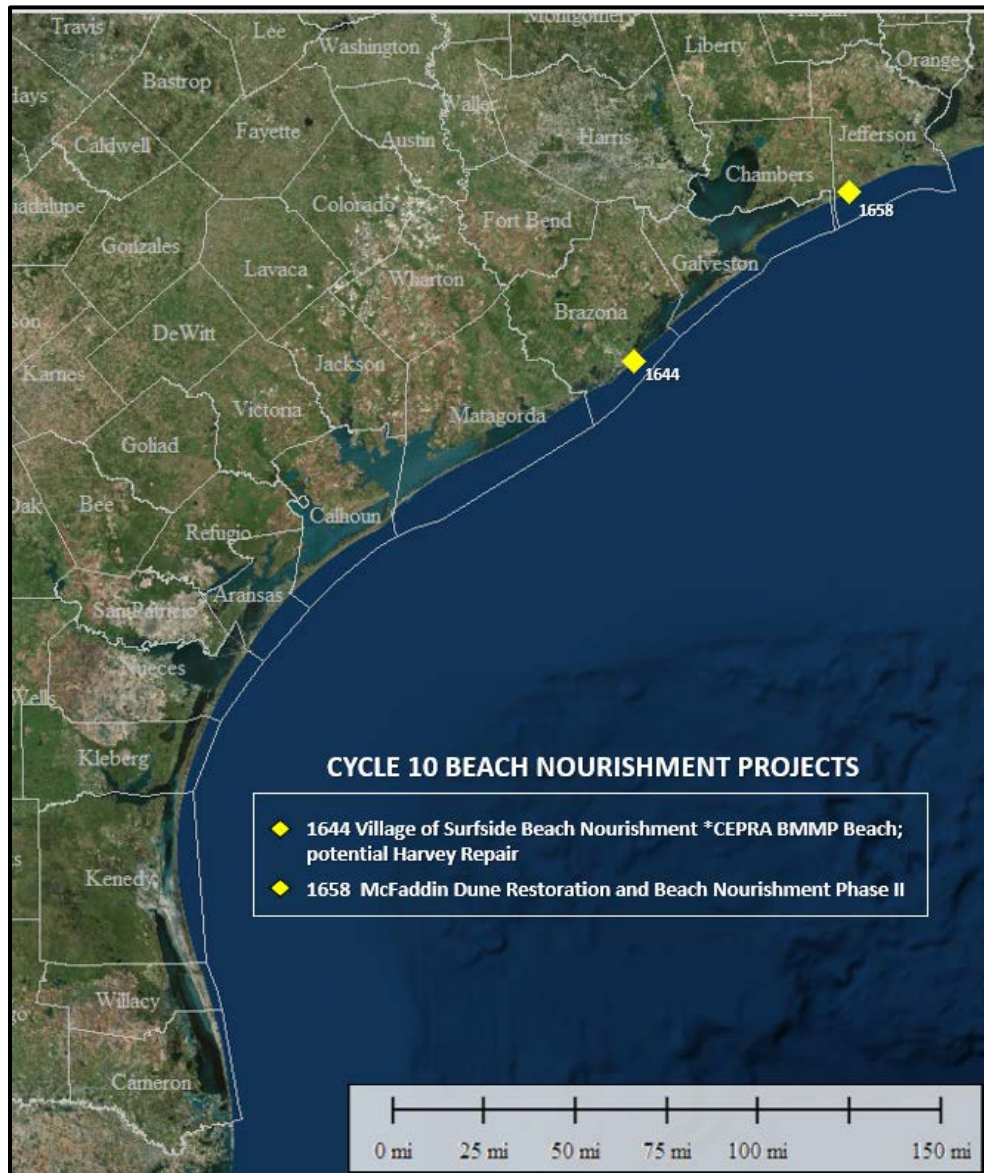 Travis
Lee
Washington
Montgomery
Liberty
Hardin
Orange
Hays
Bastrop
Waller
Harris
Jefferson
Caldwell
Fayette
Austin
Chambers
1658
Guadalupe
Colorado
Fort Bend
Gonzales
Lavaca
Wharton
Galveston
Brazoria
DeWitt
Karnes
Jackson
1644
Victoria
Matagorda
Goliad
Bee
Calhoun
Refugio
Aransas
San Patricio
Nueces
Kleberg
CYCLE 10 BEACH NOURISHMENT PROJECTS
1644 Village of Surfside Beach Nourishment *CEPRA BMMP Beach;
potential Harvey Repair
1658 McFaddin Dune Restoration and Beach Nourishment Phase II
Kenedy
Willacy
Cameron
0 mi 25 mi 50 mi 75 mi 100 mi 150 mi